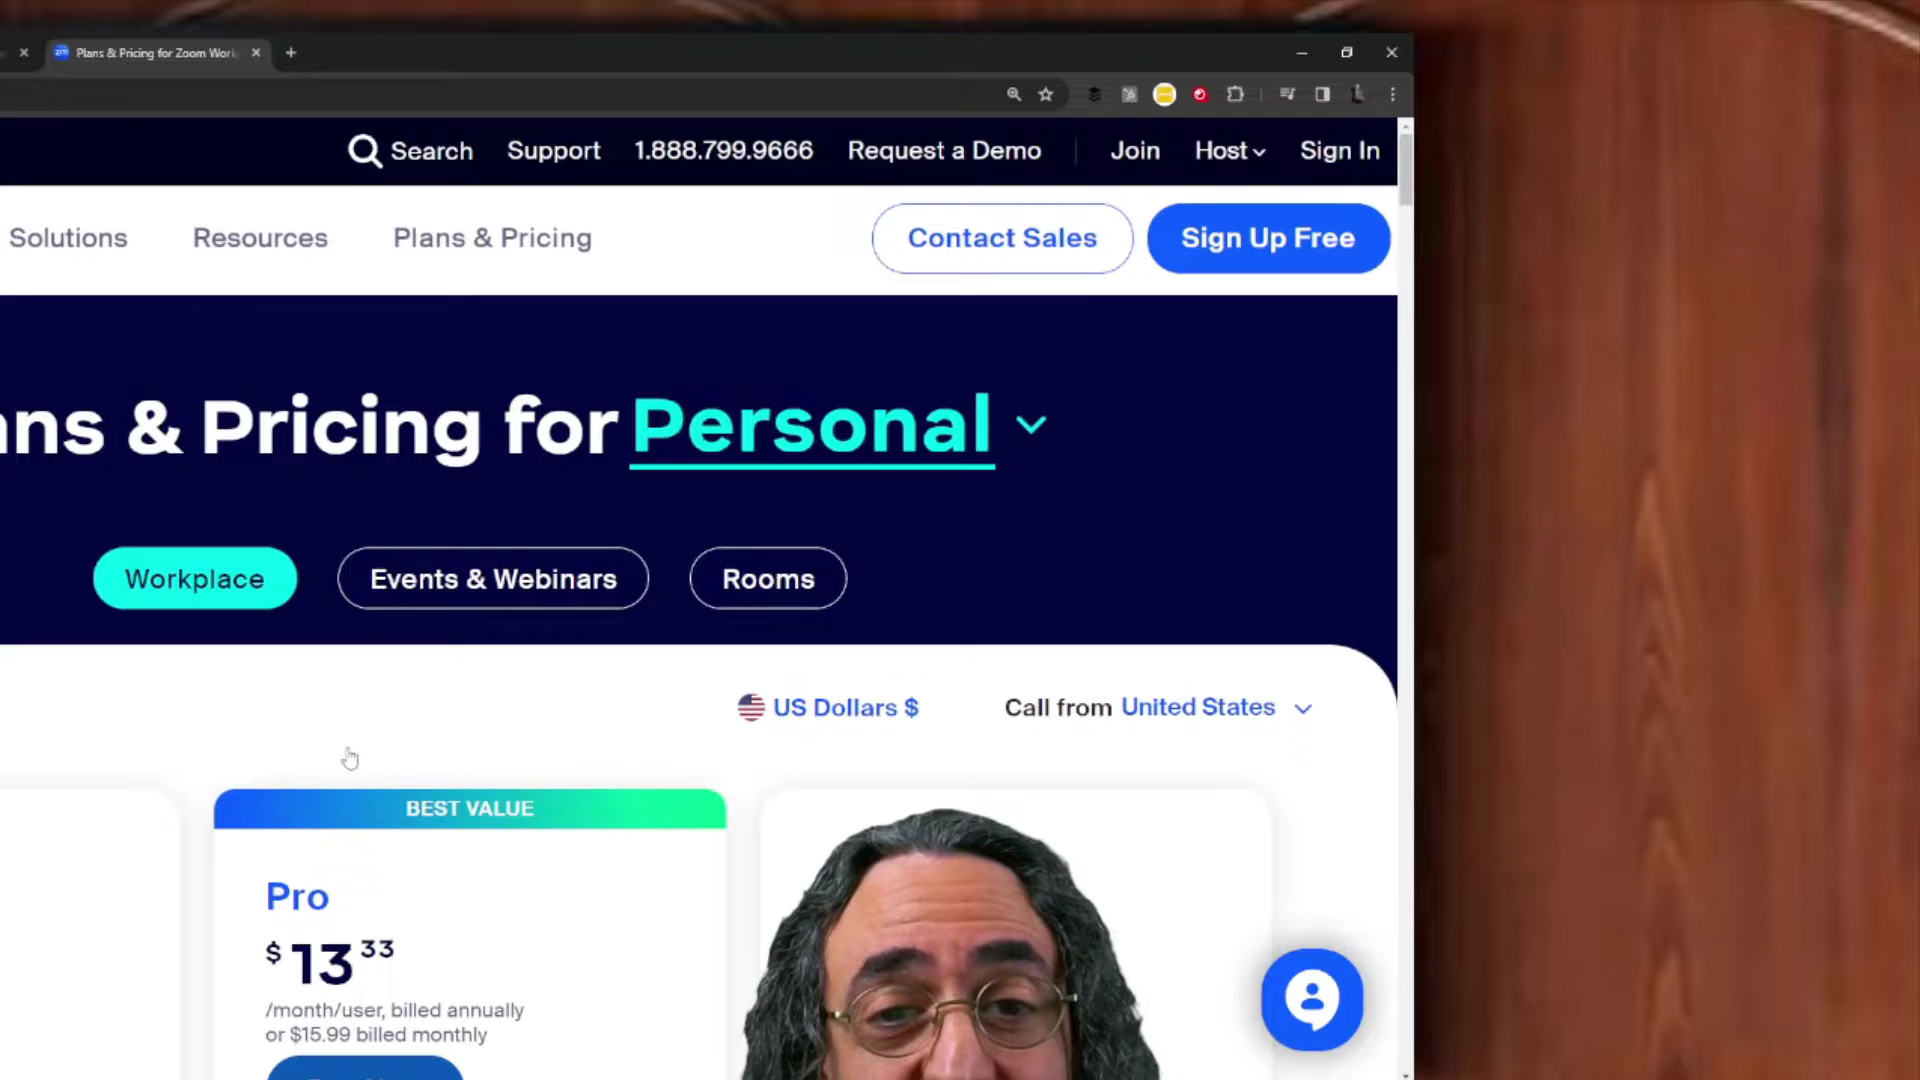 Plans & Pricing for Zoom Work
Search Support 1.888.799.9666 Request a Demo Join Host Sign In
Solutions Resources Plans & Pricing Contact Sales Sign Up Free
ans & Pricing for Personal
Workplace Events & Webinars Rooms
US Dollars $ Call from United States
BEST VALUE
Pro
$ 13 33
/month/user, billed annually
or $15.99 billed monthly